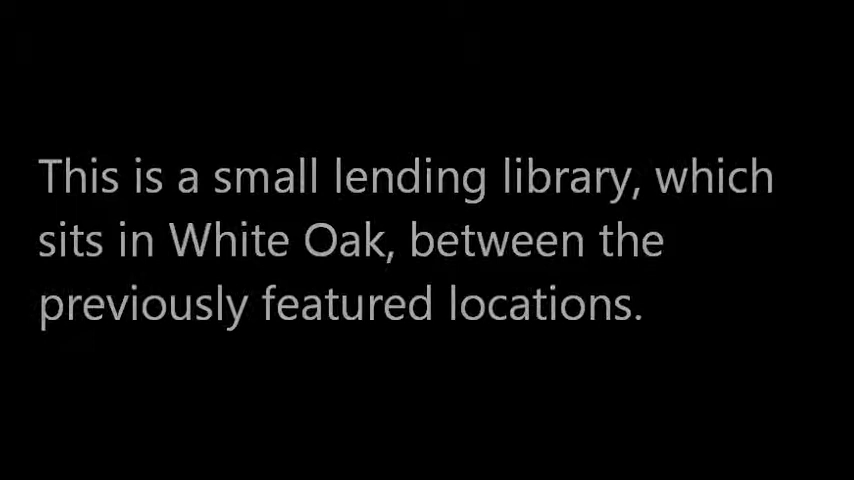 This is a small lending library, which
sits in White Oak, between the
previously featured locations.